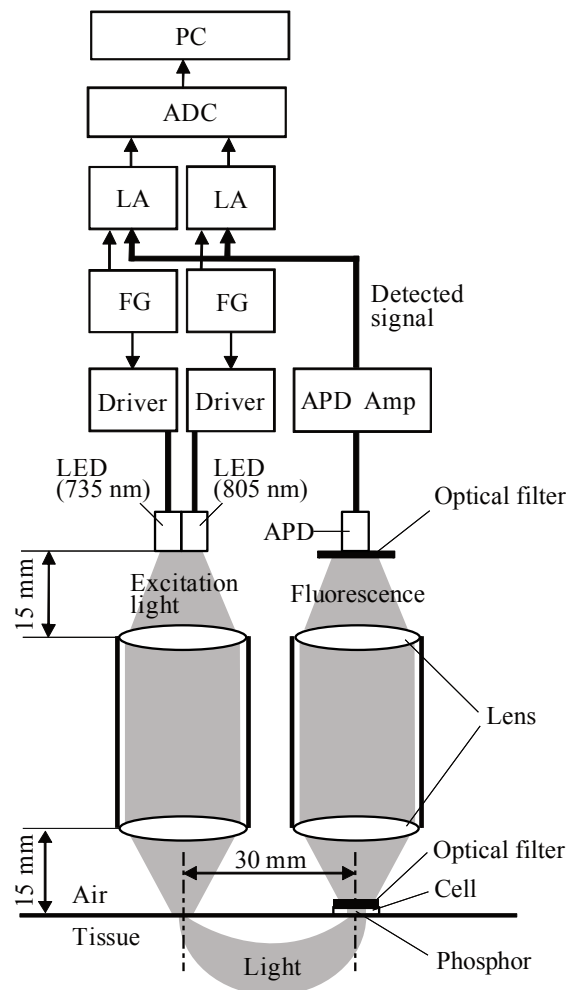 PC
ADC
LA
LA
FG
FG
Detected
signal
Driver
Driver
APD Amp
LED
(735 nm)
LED
(805 nm)
Optical filter
APD
15 mm
Excitation
light
Fluorescence
Lens
15 mm
30 mm
Optical filter
Cell
Air
Tissue
Light
Phosphor